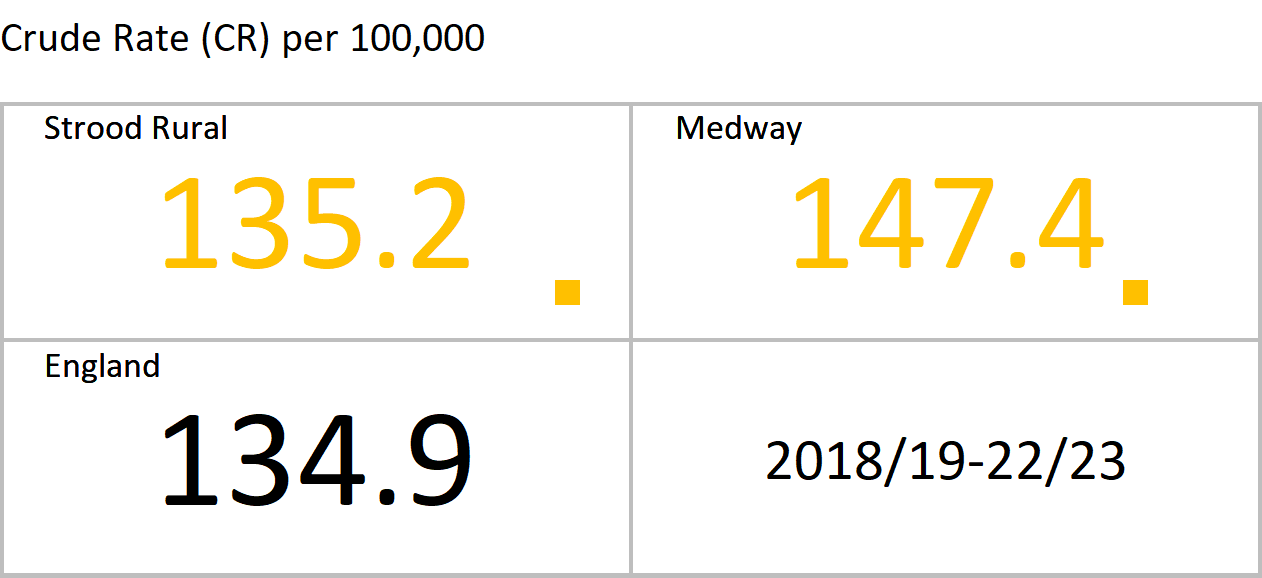 Crude Rate (CR) per 100,000
Strood Rural
135.2
Medway
147.4
England
134.9
2018/19-22/23